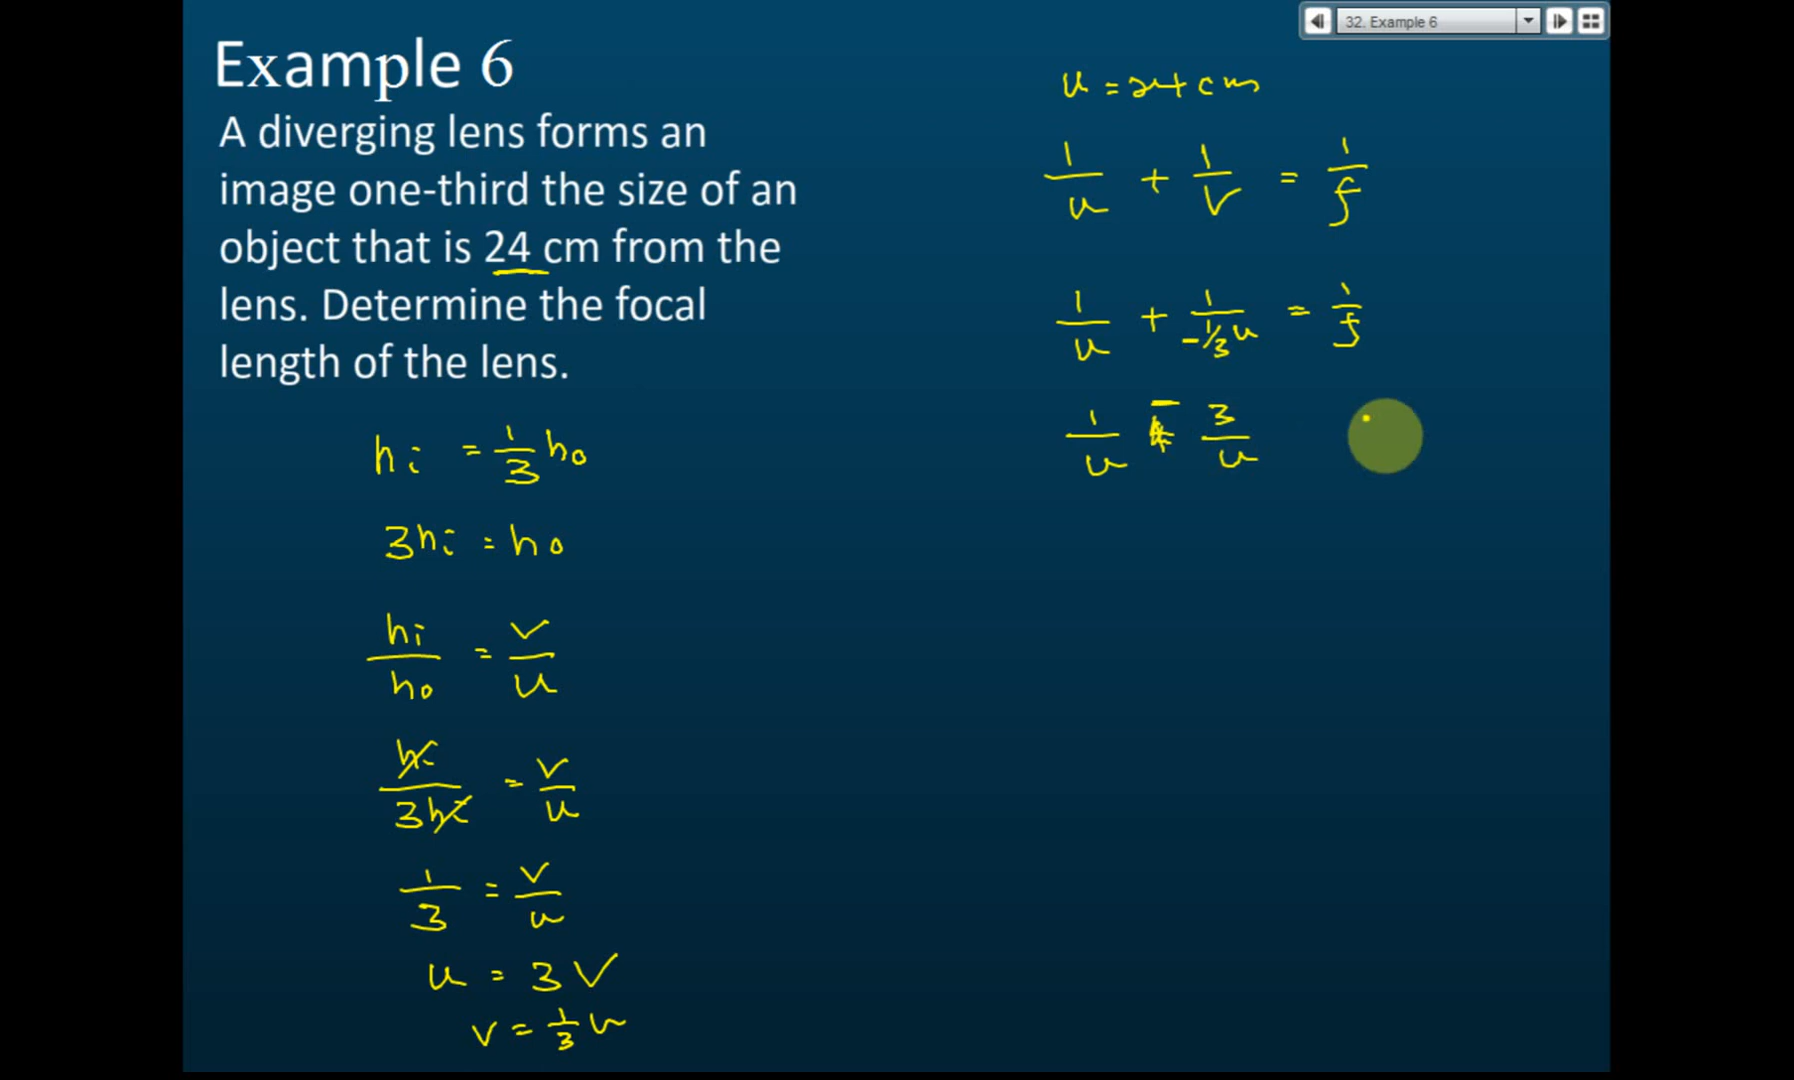 32. Example 6
Example 6
A diverging lens forms an
image one-third the size of an
object that is 24 cm from the
lens. Determine the focal
length of the lens.
hi = 1/3 ho
3hi = ho
hi/ho = v/u
hi/3hi = v/u
1/3 = v/u
u = 3V
v = 1/3 u
u = 24 cm
1/u + 1/V = 1/f
1/u + 1/(-1/3 u) = 1/f
1/u - 3/u